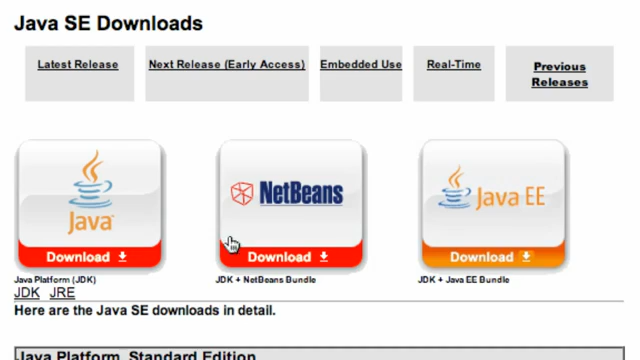 Java SE Downloads
Latest Release Next Release (Early Access) Embedded Use Real-Time Previous Releases
Java NetBeans Java EE
Download Download Download
Java Platform (JDK) JDK + NetBeans Bundle JDK + Java EE Bundle
JDK JRE
Here are the Java SE downloads in detail.
Java Platform, Standard Edition